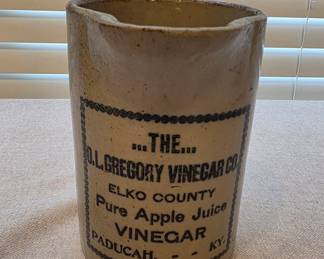 ...THE...
O.L.GREGORY VINEGAR CO.
ELKO COUNTY
Pure Apple Juice
VINEGAR
PADUCAH, - - KY.